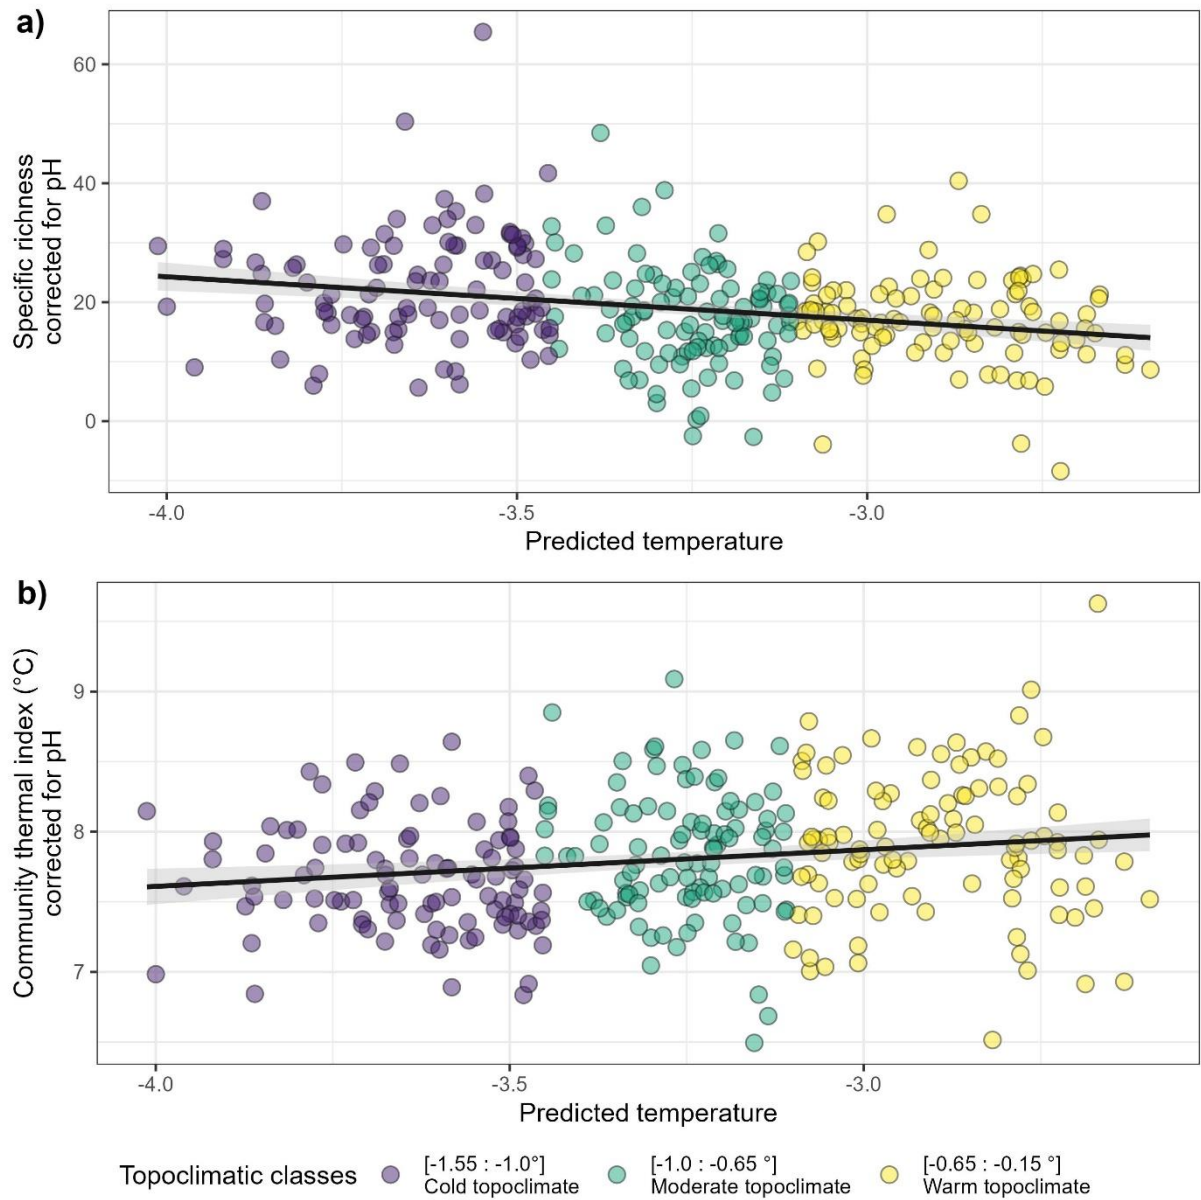 a)
60
40
20
0
Specific richness
corrected for pH
-4.0
-3.5
-3.0
Predicted temperature
b)
9
8
7
Community thermal index (°C)
corrected for pH
-4.0
-3.5
-3.0
Predicted temperature
Topoclimatic classes
[-1.55 : -1.0°]
Cold topoclimate
[-1.0 : -0.65 °]
Moderate topoclimate
[-0.65 : -0.15 °]
Warm topoclimate